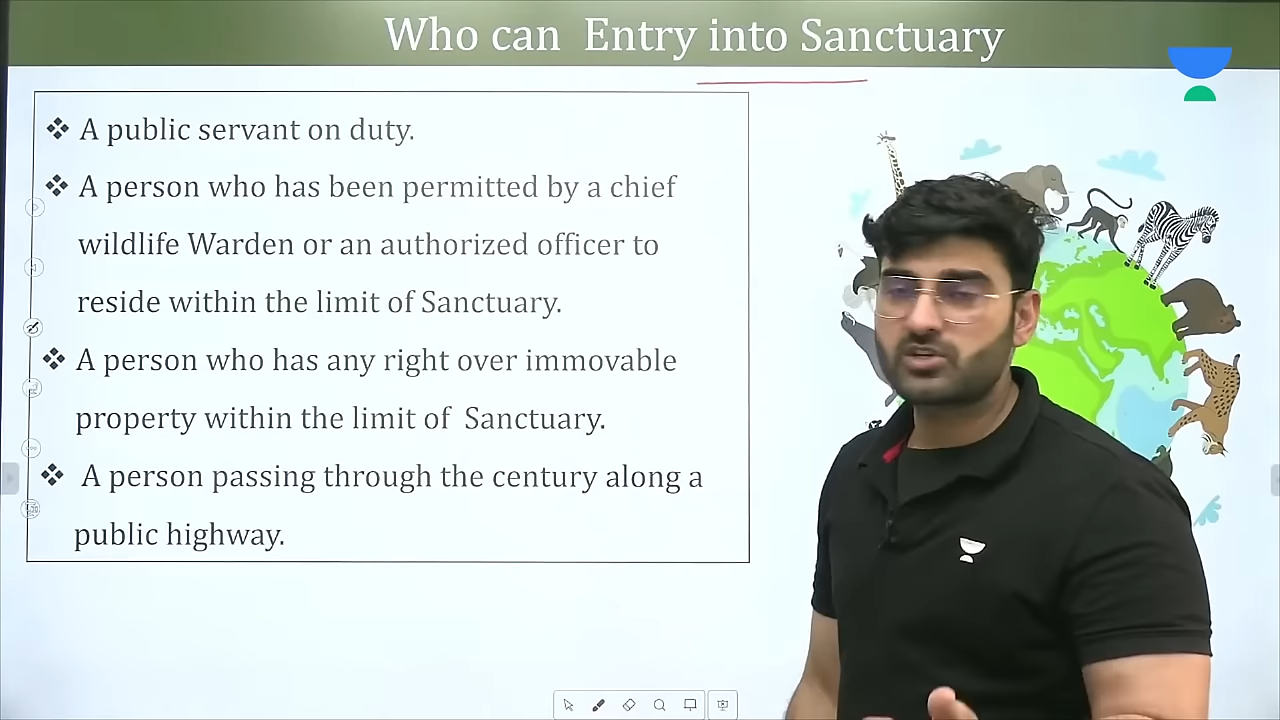 Who can Entry into Sanctuary
❖ A public servant on duty.
❖ A person who has been permitted by a chief
wildlife Warden or an authorized officer to
reside within the limit of Sanctuary.
❖ A person who has any right over immovable
property within the limit of Sanctuary.
❖ A person passing through the century along a
public highway.